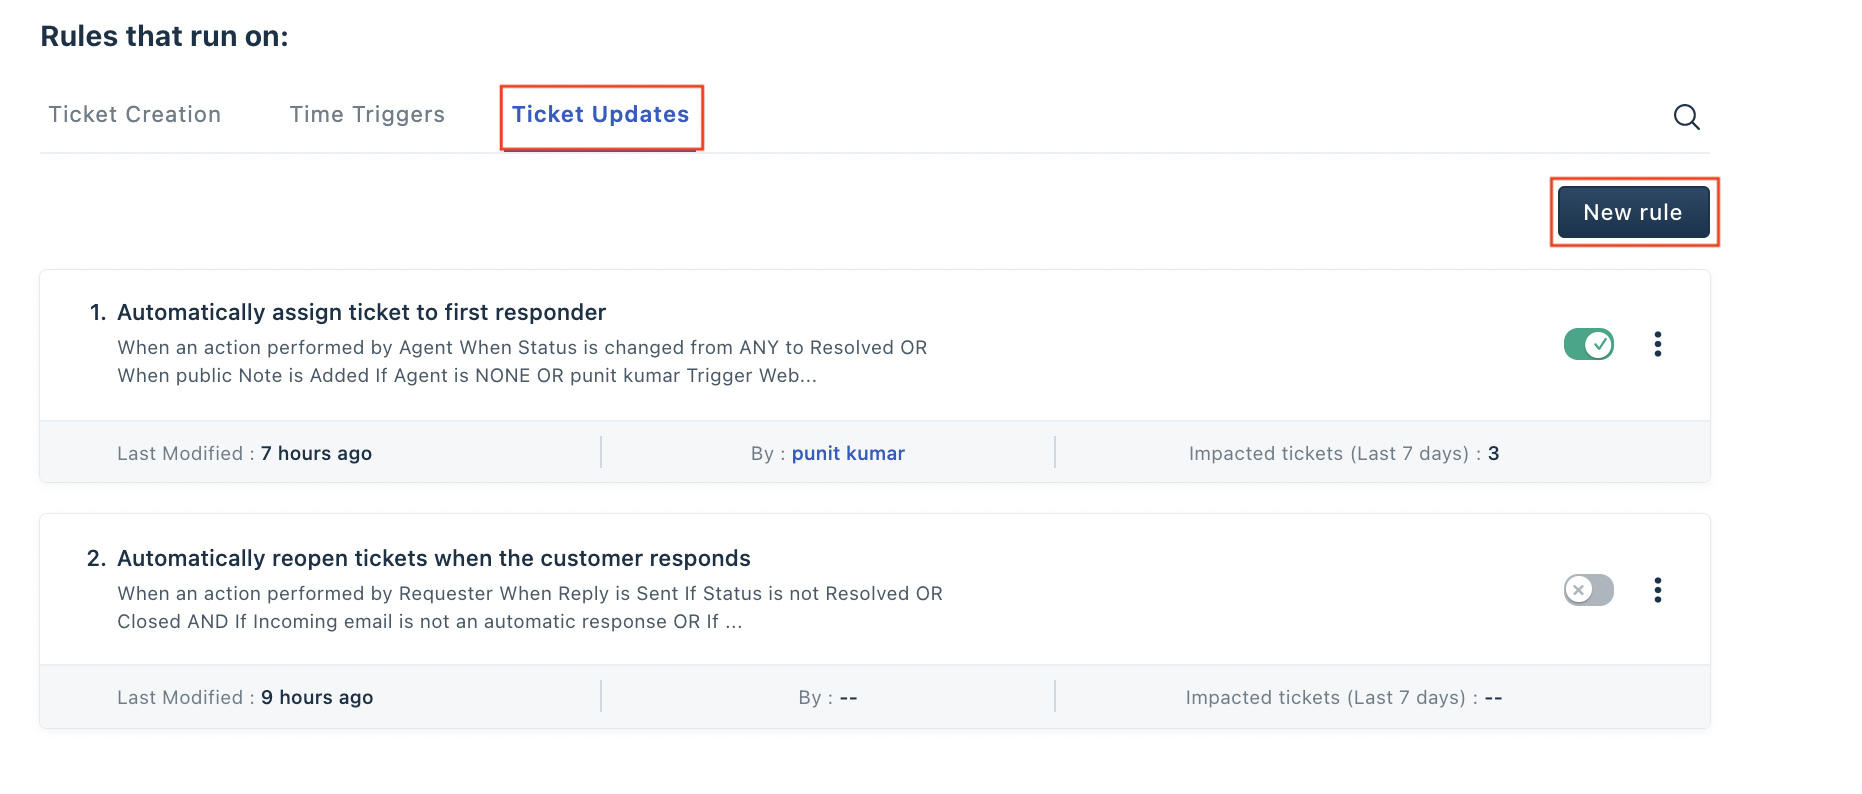 Rules that run on:
Ticket Creation
Time Triggers
Ticket Updates
New rule
1. Automatically assign ticket to first responder
When an action performed by Agent When Status is changed from ANY to Resolved OR
When public Note is Added If Agent is NONE OR punit kumar Trigger Web...
Last Modified : 7 hours ago
By : punit kumar
Impacted tickets (Last 7 days) : 3
2. Automatically reopen tickets when the customer responds
When an action performed by Requester When Reply is Sent If Status is not Resolved OR
Closed AND If Incoming email is not an automatic response OR If ...
Last Modified : 9 hours ago
By : --
Impacted tickets (Last 7 days) : --